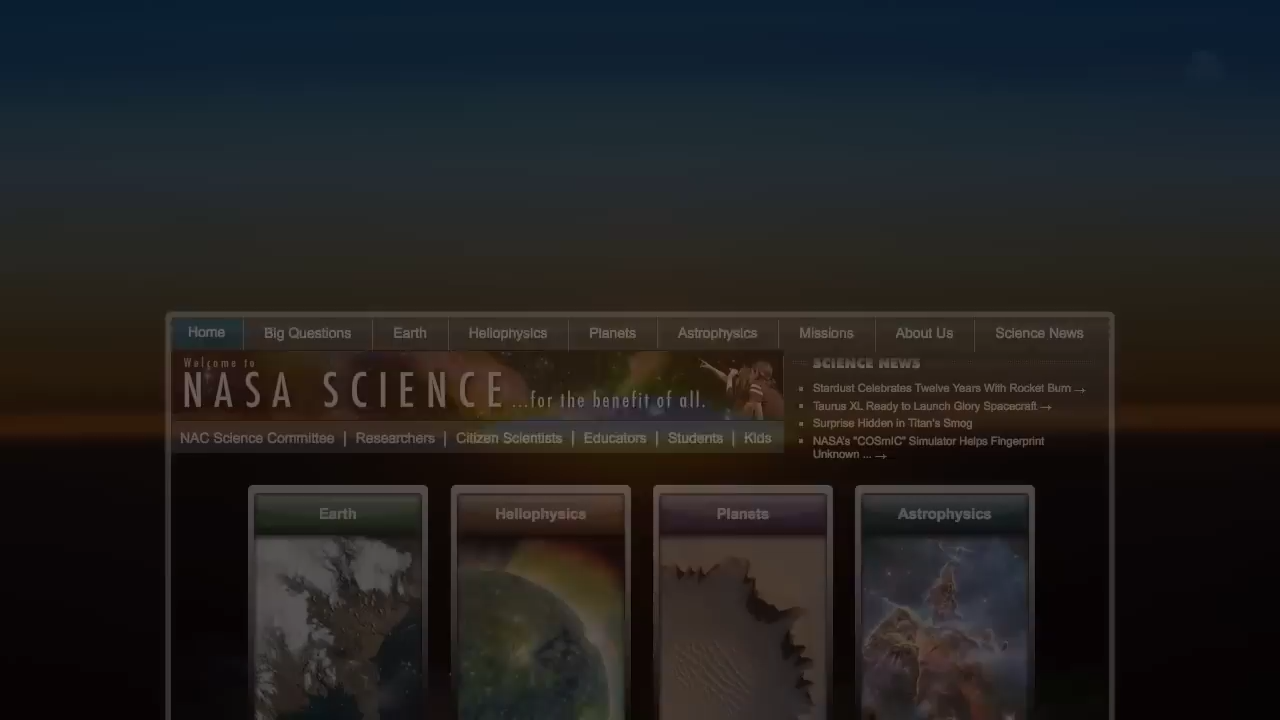 Home Big Questions Earth Heliophysics Planets Astrophysics Missions About Us Science News
Welcome to
NASA SCIENCE ...for the benefit of all.
NAC Science Committee | Researchers | Citizen Scientists | Educators | Students | Kids
SCIENCE NEWS
Stardust Celebrates Twelve Years With Rocket Burn →
Taurus XL Ready to Launch Glory Spacecraft →
Surprise Hidden in Titan's Smog
NASA's "COSmIC" Simulator Helps Fingerprint
Unknown ... →
Earth Heliophysics Planets Astrophysics